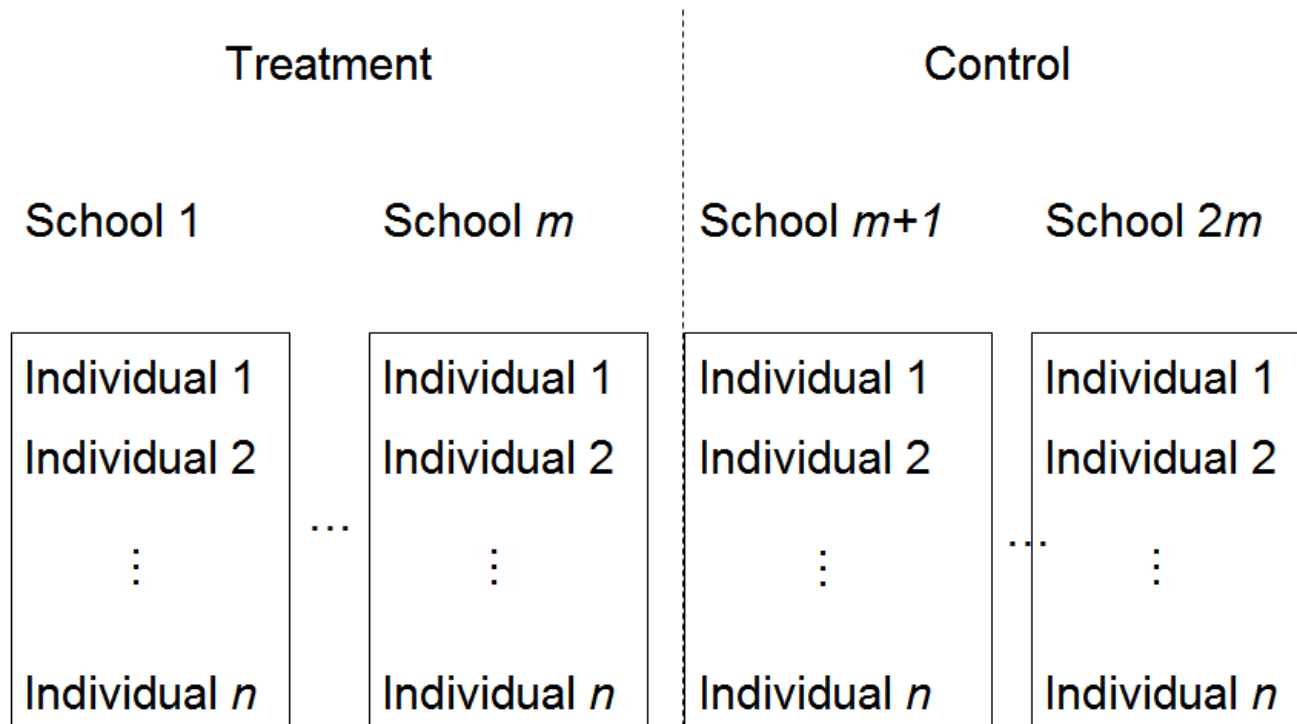 Treatment Control
School 1 School m School m+1 School 2m
Individual 1 Individual 1 Individual 1 Individual 1
Individual 2 Individual 2 Individual 2 Individual 2
... ...
⋮ ⋮ ⋮ ⋮
Individual n Individual n Individual n Individual n